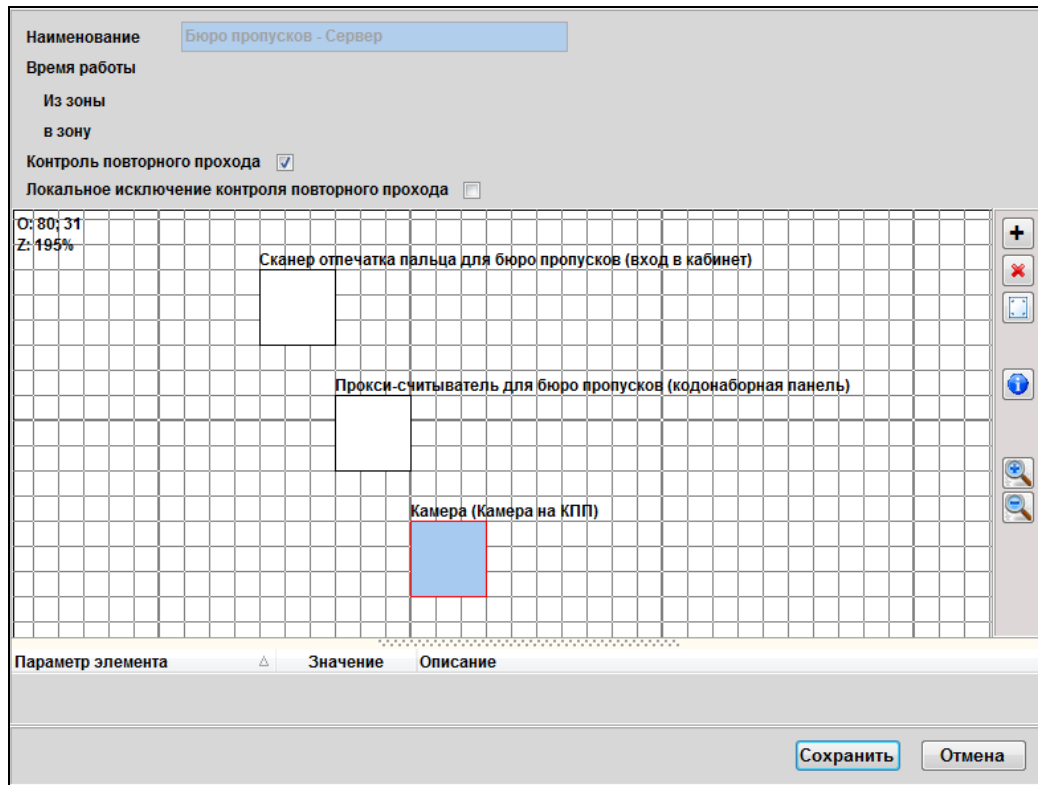 Наименование Бюро пропусков - Сервер
Время работы
Из зоны
в зону
Контроль повторного прохода
Локальное исключение контроля повторного прохода
O: 80; 31
Z: 195%
Сканер отпечатка пальца для бюро пропусков (вход в кабинет)
Прокси-считыватель для бюро пропусков (кодонаборная панель)
Камера (Камера на КПП)
Параметр элемента Значение Описание
Сохранить Отмена